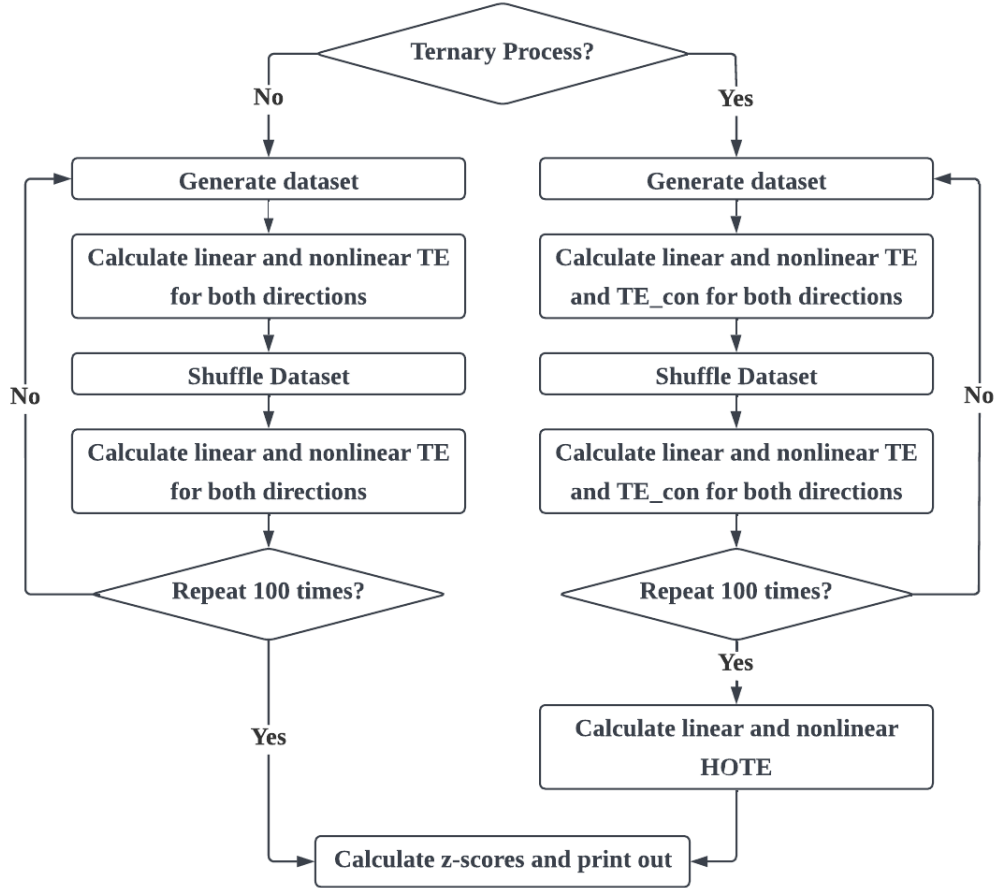 Ternary Process?
No
Yes
Generate dataset
Calculate linear and nonlinear TE
for both directions
Shuffle Dataset
No
Calculate linear and nonlinear TE
for both directions
Repeat 100 times?
Yes
Generate dataset
Calculate linear and nonlinear TE
and TE_con for both directions
Shuffle Dataset
No
Calculate linear and nonlinear TE
and TE_con for both directions
Repeat 100 times?
Yes
Calculate linear and nonlinear
HOTE
Calculate z-scores and print out